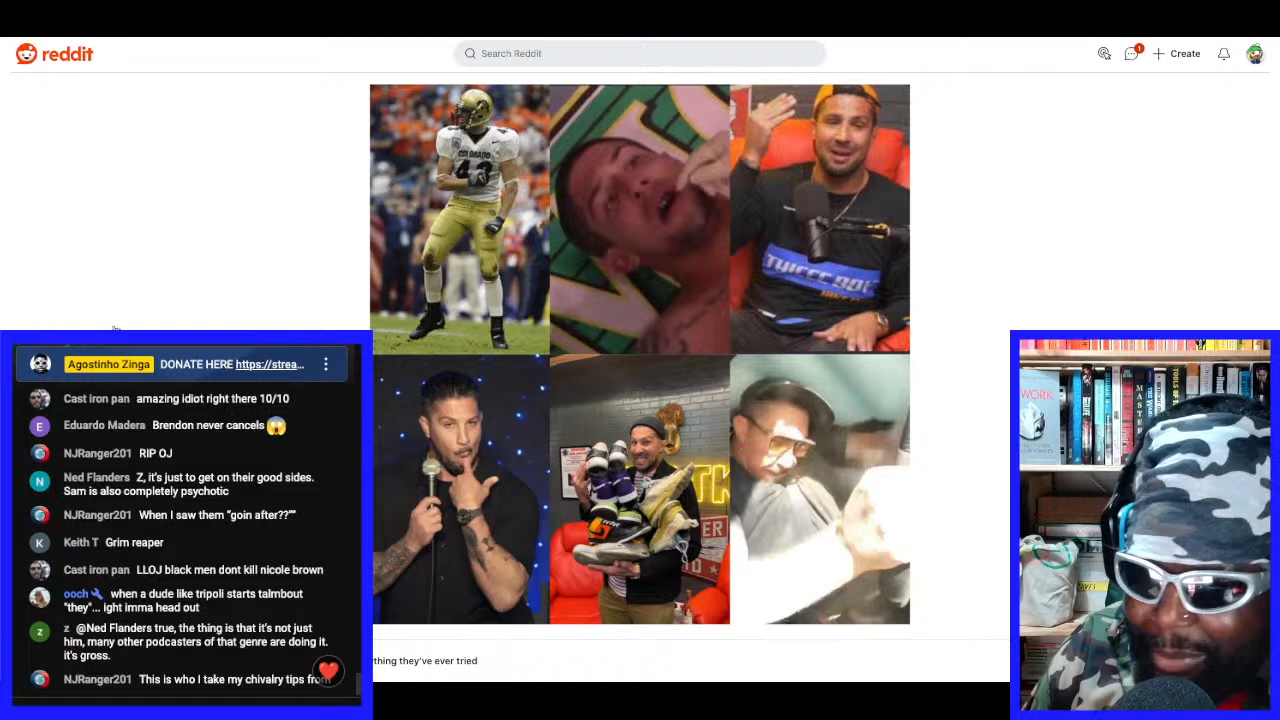 reddit
Search Reddit
1
Create
COLORADO
THICCC BOY
Agostinho Zinga DONATE HERE https://strea...
Cast iron pan amazing idiot right there 10/10
E Eduardo Madera Brendon never cancels 😱
NJRanger201 RIP OJ
N Ned Flanders Z, it's just to get on their good sides.
Sam is also completely psychotic
NJRanger201 When I saw them “goin after??”"
K Keith T Grim reaper
Cast iron pan LLOJ black men dont kill nicole brown
ooch when a dude like tripoli starts talmbout
"they"... ight imma head out
z z @Ned Flanders true, the thing is that it's not just
him, many other podcasters of that genre are doing it.
it's gross.
NJRanger201 This is who I take my chivalry tips from
thing they've ever tried
WORK